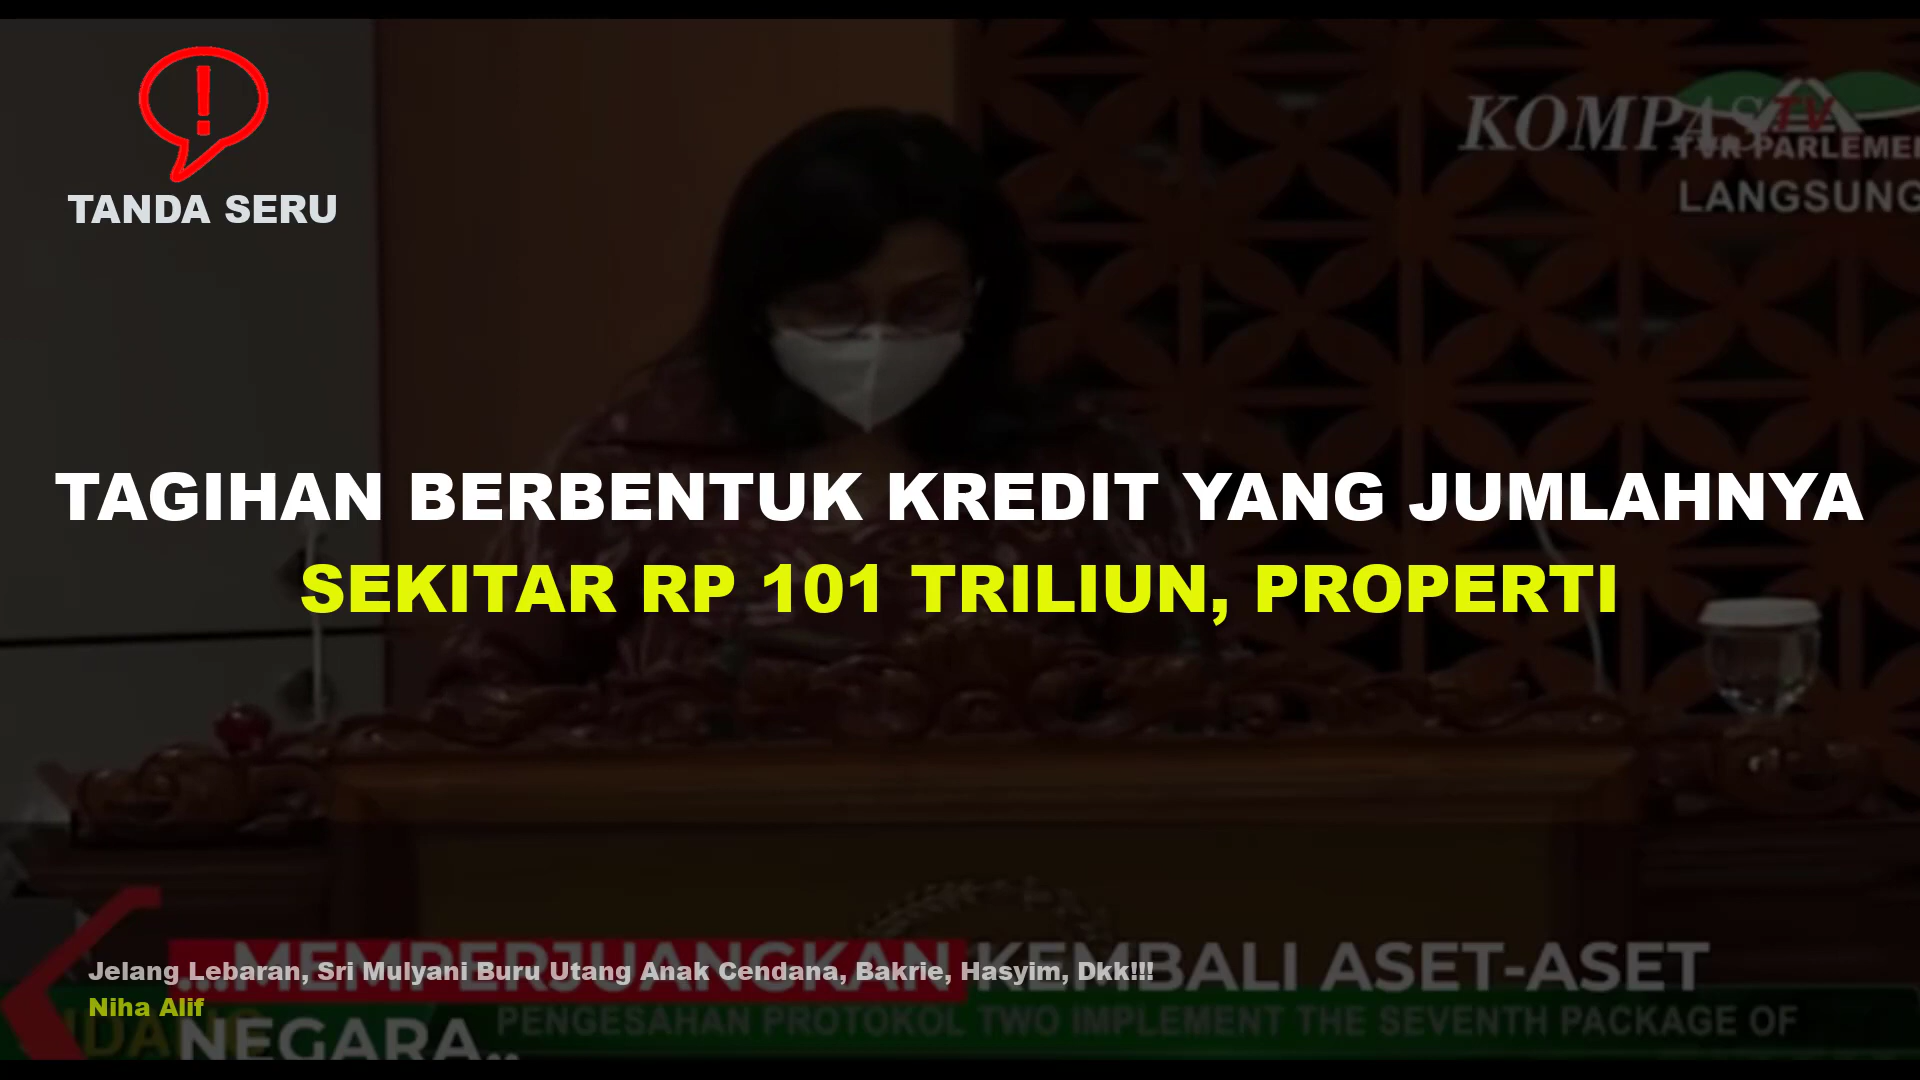 TANDA SERU
KOMPAS TV
TVR PARLEMEN
LANGSUNG
TAGIHAN BERBENTUK KREDIT YANG JUMLAHNYA
SEKITAR RP 101 TRILIUN, PROPERTI
...MEMPERJUANGKAN KEMBALI ASET-ASET
Jelang Lebaran, Sri Mulyani Buru Utang Anak Cendana, Bakrie, Hasyim, Dkk!!!
Niha Alif
NEGARA..
PENGESAHAN PROTOKOL TWO IMPLEMENT THE SEVENTH PACKAGE OF